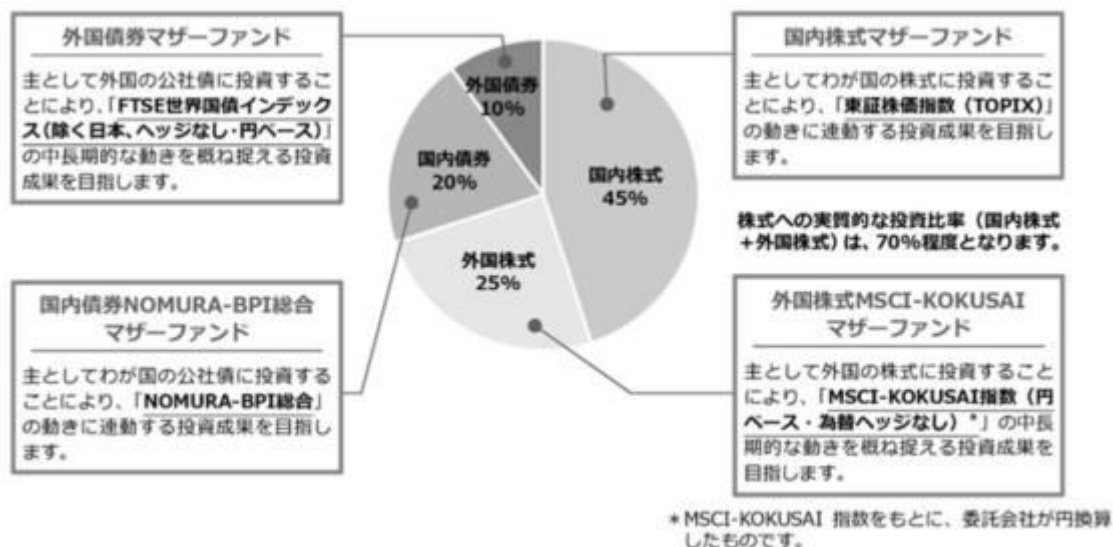 外国債券マザーファンド
主として外国の公社債に投資するこ
とにより、「FTSE世界国債インデック
ス（除く日本、ヘッジなし・円ベース）」
の中長期的な動きを概ね捉える投資
成果を目指します。
国内債券NOMURA-BPI総合
マザーファンド
主としてわが国の公社債に投資する
ことにより、「NOMURA-BPI総合」
の動きに連動する投資成果を目指し
ます。
外国債券
10%
国内債券
20%
外国株式
25%
国内株式
45%
国内株式マザーファンド
主としてわが国の株式に投資するこ
とにより、「東証株価指数（TOPIX）」
の動きに連動する投資成果を目指し
ます。
株式への実質的な投資比率（国内株式
＋外国株式）は、70%程度となります。
外国株式MSCI-KOKUSAI
マザーファンド
主として外国の株式に投資すること
により、「MSCI-KOKUSAI指数（円
ベース・為替ヘッジなし）*」の中長
期的な動きを概ね捉える投資成果を
目指します。
* MSCI-KOKUSAI 指数をもとに、委託会社が円換算
したものです。